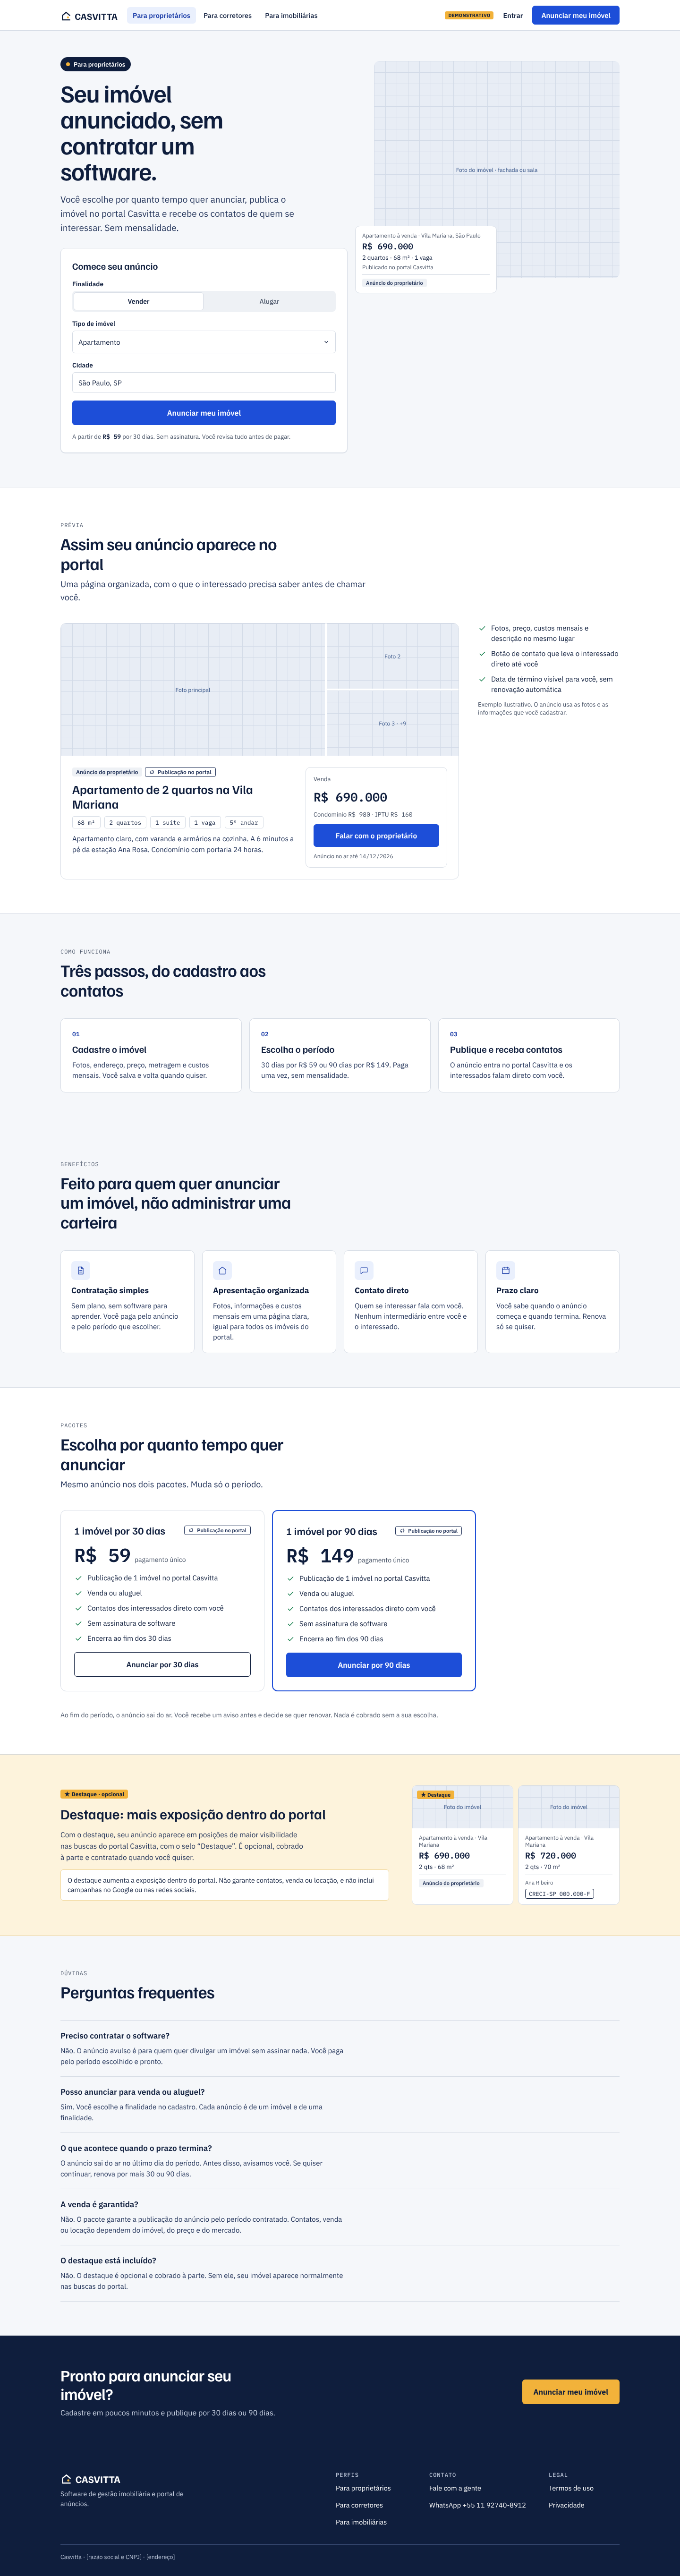 CASVITTA
Para proprietários
Para corretores
Para imobiliárias
DEMONSTRATIVO
Entrar
Anunciar meu imóvel
Para proprietários
Seu imóvel
anunciado, sem
contratar um
software.
Você escolhe por quanto tempo quer anunciar, publica o
imóvel no portal Casvitta e recebe os contatos de quem se
interessar. Sem mensalidade.
Comece seu anúncio
Finalidade
Vender
Alugar
Tipo de imóvel
Apartamento
Cidade
São Paulo, SP
Anunciar meu imóvel
A partir de R$ 59 por 30 dias. Sem assinatura. Você revisa tudo antes de pagar.
Foto do imóvel · fachada ou sala
Apartamento à venda · Vila Mariana, São Paulo
R$ 690.000
2 quartos · 68 m² · 1 vaga
Publicado no portal Casvitta
Anúncio do proprietário
PRÉVIA
Assim seu anúncio aparece no
portal
Uma página organizada, com o que o interessado precisa saber antes de chamar
você.
Foto principal
Foto 2
Foto 3 · +9
Anúncio do proprietário
Publicação no portal
Apartamento de 2 quartos na Vila
Mariana
68 m²
2 quartos
1 suíte
1 vaga
5º andar
Apartamento claro, com varanda e armários na cozinha. A 6 minutos a
pé da estação Ana Rosa. Condomínio com portaria 24 horas.
Venda
R$ 690.000
Condomínio R$ 980 · IPTU R$ 160
Falar com o proprietário
Anúncio no ar até 14/12/2026
Fotos, preço, custos mensais e
descrição no mesmo lugar
Botão de contato que leva o interessado
direto até você
Data de término visível para você, sem
renovação automática
Exemplo ilustrativo. O anúncio usa as fotos e as
informações que você cadastrar.
COMO FUNCIONA
Três passos, do cadastro aos
contatos
01
Cadastre o imóvel
Fotos, endereço, preço, metragem e custos
mensais. Você salva e volta quando quiser.
02
Escolha o período
30 dias por R$ 59 ou 90 dias por R$ 149. Paga
uma vez, sem mensalidade.
03
Publique e receba contatos
O anúncio entra no portal Casvitta e os
interessados falam direto com você.
BENEFÍCIOS
Feito para quem quer anunciar
um imóvel, não administrar uma
carteira
Contratação simples
Sem plano, sem software para
aprender. Você paga pelo anúncio
e pelo período que escolher.
Apresentação organizada
Fotos, informações e custos
mensais em uma página clara,
igual para todos os imóveis do
portal.
Contato direto
Quem se interessa fala com você.
Nenhum intermediário entre você e
o interessado.
Prazo claro
Você sabe quando o anúncio
começa e quando termina. Renova
só se quiser.
PACOTES
Escolha por quanto tempo quer
anunciar
Mesmo anúncio nos dois pacotes. Muda só o período.
1 imóvel por 30 dias
Publicação no portal
R$ 59 pagamento único
Publicação de 1 imóvel no portal Casvitta
Venda ou aluguel
Contatos dos interessados direto com você
Sem assinatura de software
Encerra ao fim dos 30 dias
Anunciar por 30 dias
1 imóvel por 90 dias
Publicação no portal
R$ 149 pagamento único
Publicação de 1 imóvel no portal Casvitta
Venda ou aluguel
Contatos dos interessados direto com você
Sem assinatura de software
Encerra ao fim dos 90 dias
Anunciar por 90 dias
Ao fim do período, o anúncio sai do ar. Você recebe um aviso antes e decide se quer renovar. Nada é cobrado sem a sua escolha.
★ Destaque · opcional
Destaque: mais exposição dentro do portal
Com o destaque, seu anúncio aparece em posições de maior visibilidade
nas buscas do portal Casvitta, com o selo "Destaque". É opcional, cobrado
à parte e contratado quando você quiser.
O destaque aumenta a exposição dentro do portal. Não garante contatos, venda ou locação, e não inclui
campanhas no Google ou nas redes sociais.
★ Destaque
Foto do imóvel
Apartamento à venda · Vila
Mariana
R$ 690.000
2 qts · 68 m²
Anúncio do proprietário
Foto do imóvel
Apartamento à venda · Vila
Mariana
R$ 720.000
2 qts · 70 m²
Ana Ribeiro
CRECI-SP 000.000-F
DÚVIDAS
Perguntas frequentes
Preciso contratar o software?
Não. O anúncio avulso é para quem quer divulgar um imóvel sem assinar nada. Você paga
pelo período escolhido e pronto.
Posso anunciar para venda ou aluguel?
Sim. Você escolhe a finalidade no cadastro. Cada anúncio é de um imóvel e de uma
finalidade.
O que acontece quando o prazo termina?
O anúncio sai do ar no último dia do período. Antes disso, avisamos você. Se quiser
continuar, renova por mais 30 ou 90 dias.
A venda é garantida?
Não. O pacote garante a publicação do anúncio pelo período contratado. Contatos, venda
ou locação dependem do imóvel, do preço e do mercado.
O destaque está incluído?
Não. O destaque é opcional e cobrado à parte. Sem ele, seu imóvel aparece normalmente
nas buscas do portal.
Pronto para anunciar seu
imóvel?
Cadastre em poucos minutos e publique por 30 dias ou 90 dias.
Anunciar meu imóvel
CASVITTA
Software de gestão imobiliária e portal de
anúncios.
PERFIS
Para proprietários
Para corretores
Para imobiliárias
CONTATO
Fale com a gente
WhatsApp +55 11 92740-8912
LEGAL
Termos de uso
Privacidade
Casvitta · [razão social e CNPJ] · [endereço]